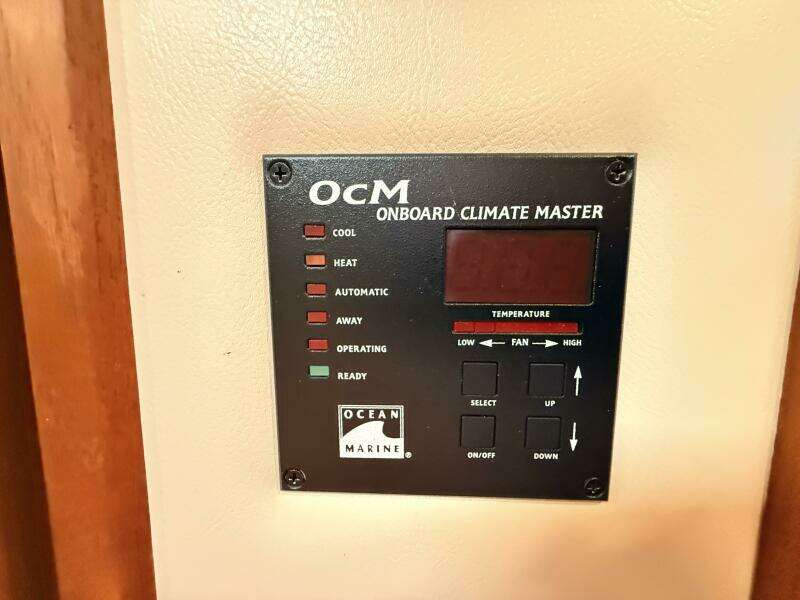 OCM
ONBOARD CLIMATE MASTER
COOL
HEAT
AUTOMATIC
AWAY
OPERATING
READY
TEMPERATURE
LOW FAN HIGH
SELECT UP
ON/OFF DOWN
OCEAN
MARINE®